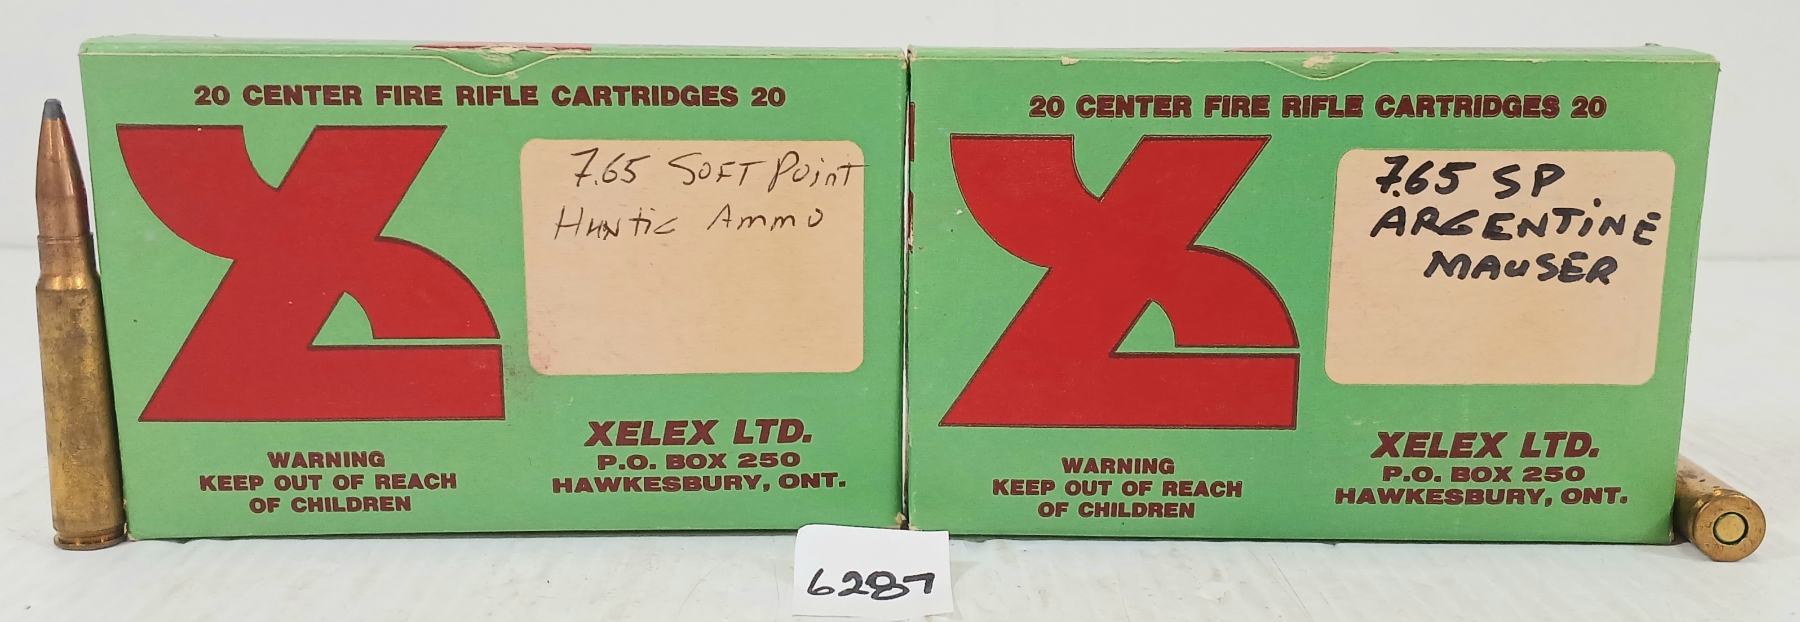 20 CENTER FIRE RIFLE CARTRIDGES 20
7.65 SOFT Point
Huntic Ammo
XELEX LTD.
P.O. BOX 250
HAWKESBURY, ONT.
WARNING
KEEP OUT OF REACH
OF CHILDREN
20 CENTER FIRE RIFLE CARTRIDGES 20
7.65 SP
ARGENTINE
MAUSER
XELEX LTD.
P.O. BOX 250
HAWKESBURY, ONT.
WARNING
KEEP OUT OF REACH
OF CHILDREN
6287